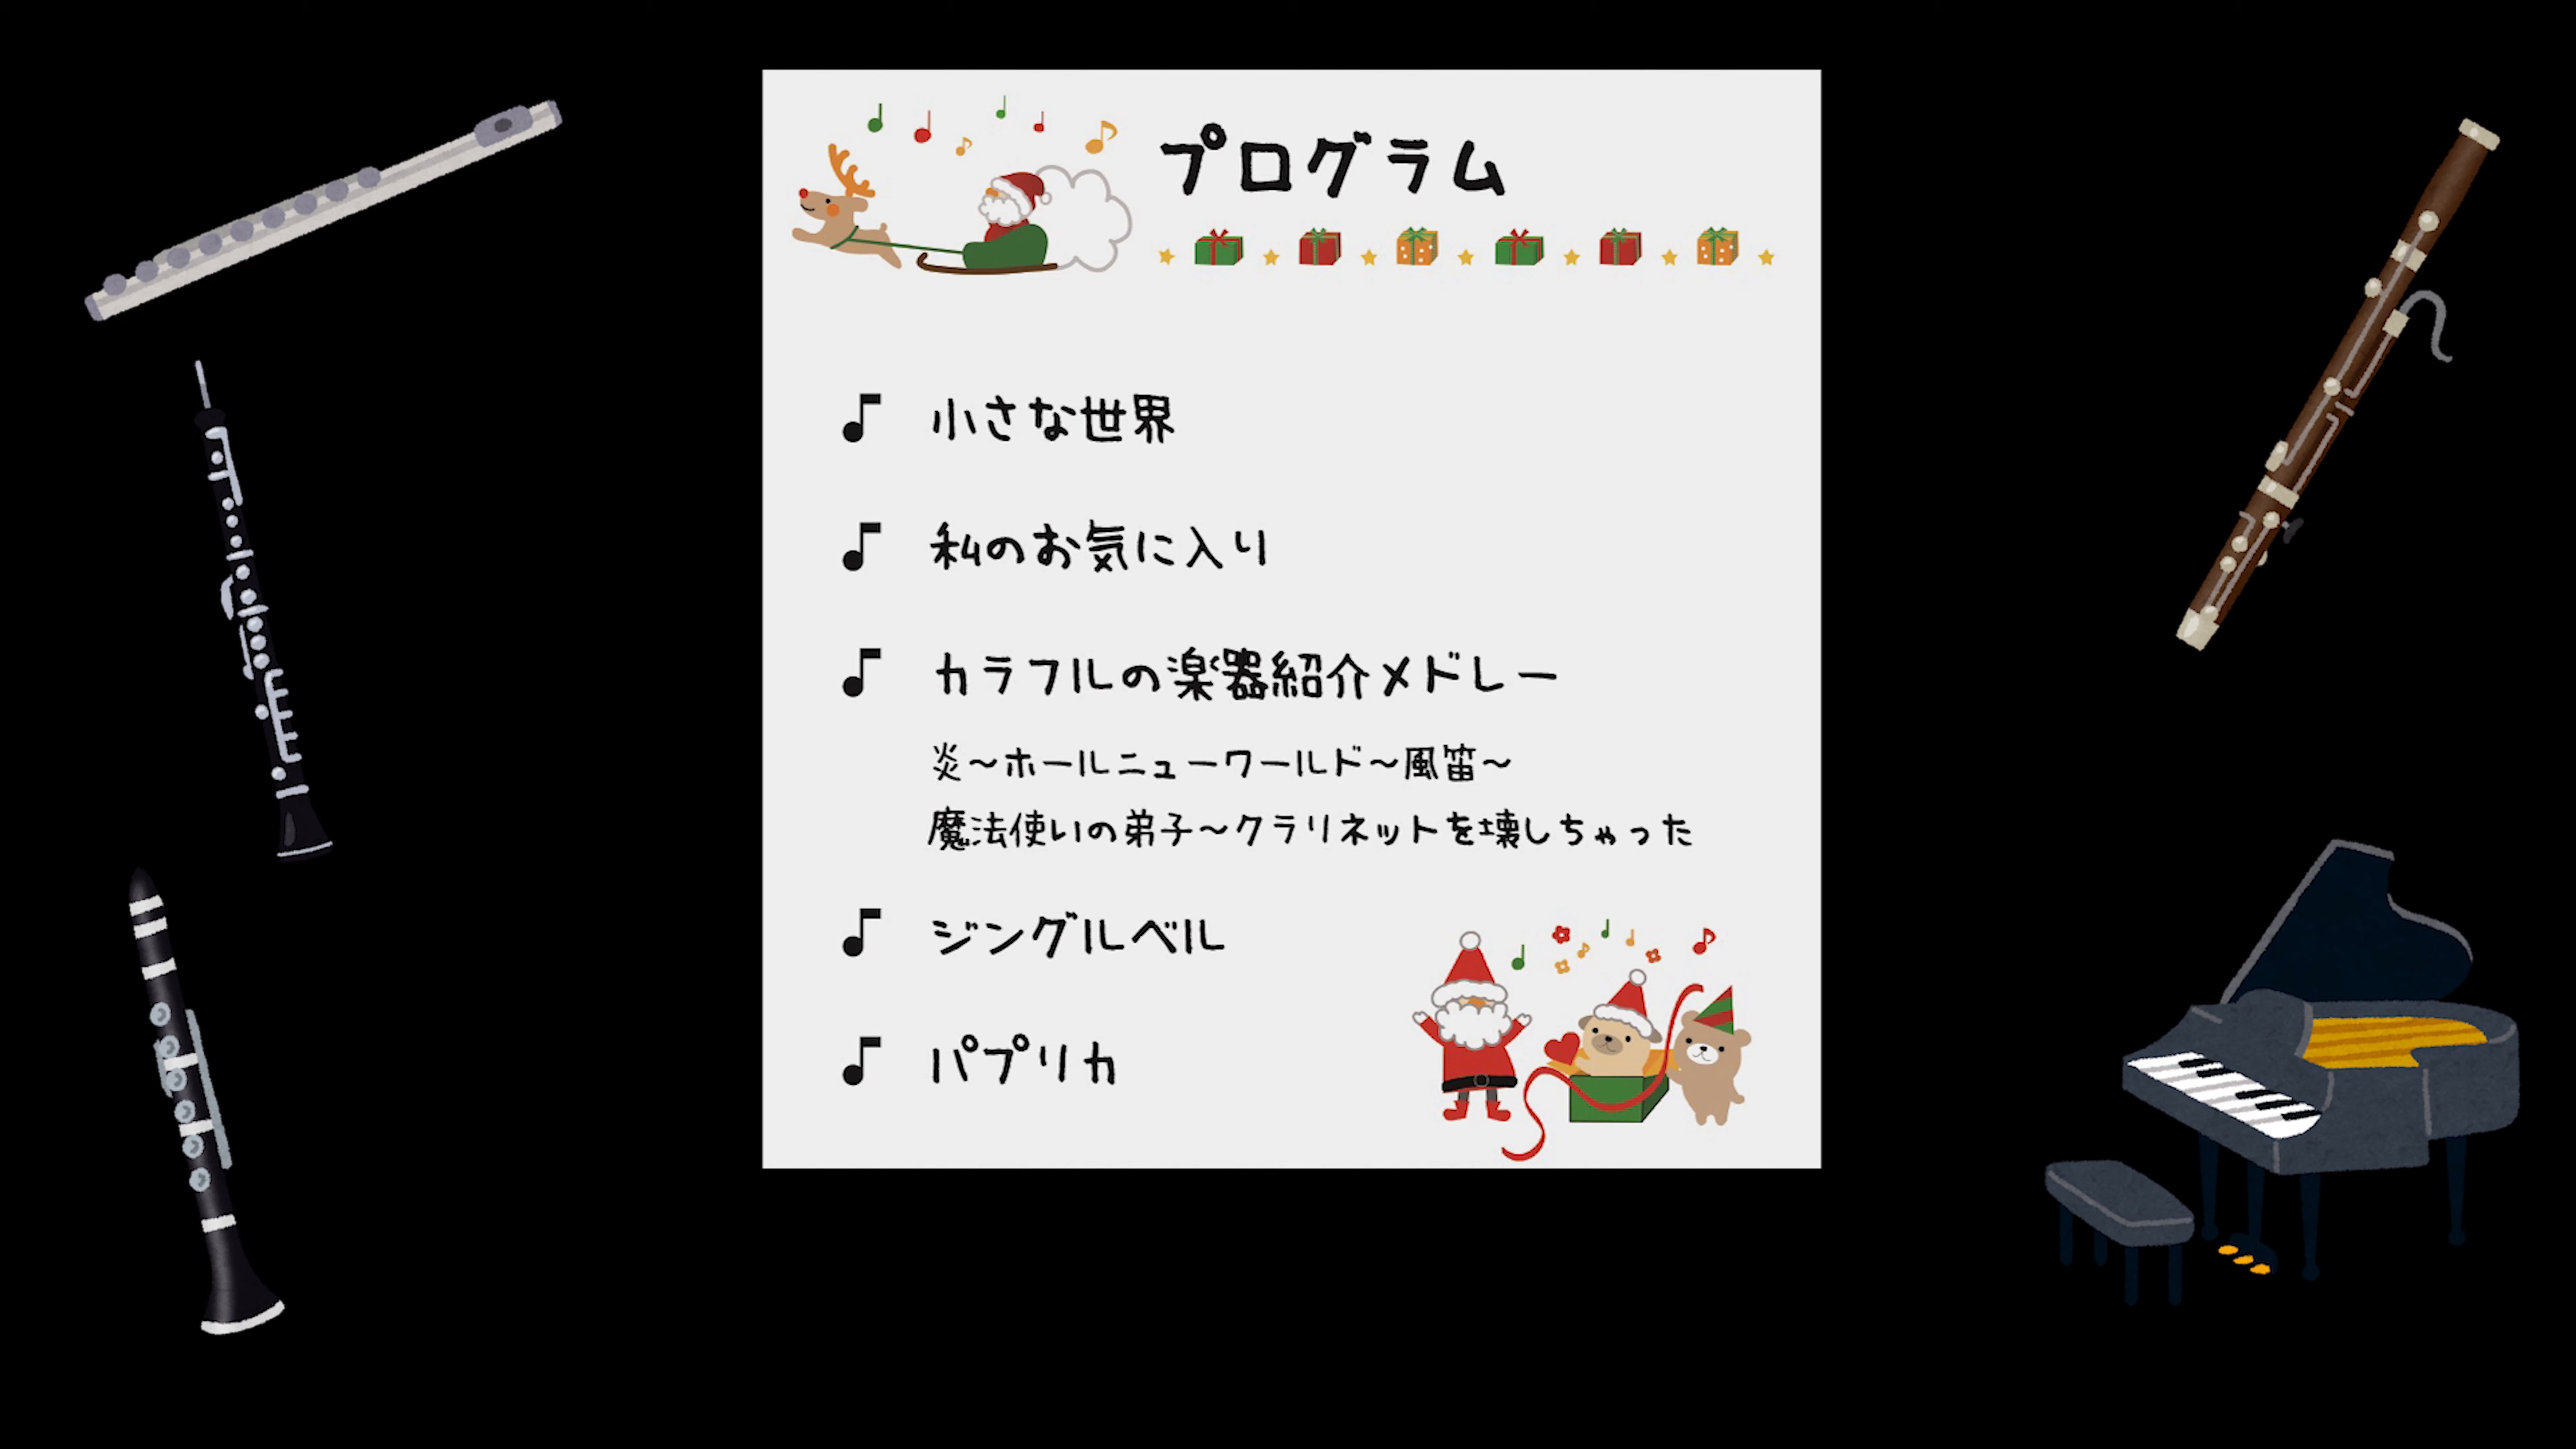 プログラム
小さな世界
私のお気に入り
カラフルの楽器紹介メドレー
炎～ホールニューワールド～風笛～
魔法使いの弟子～クラリネットを壊しちゃった
ジングルベル
パプリカ